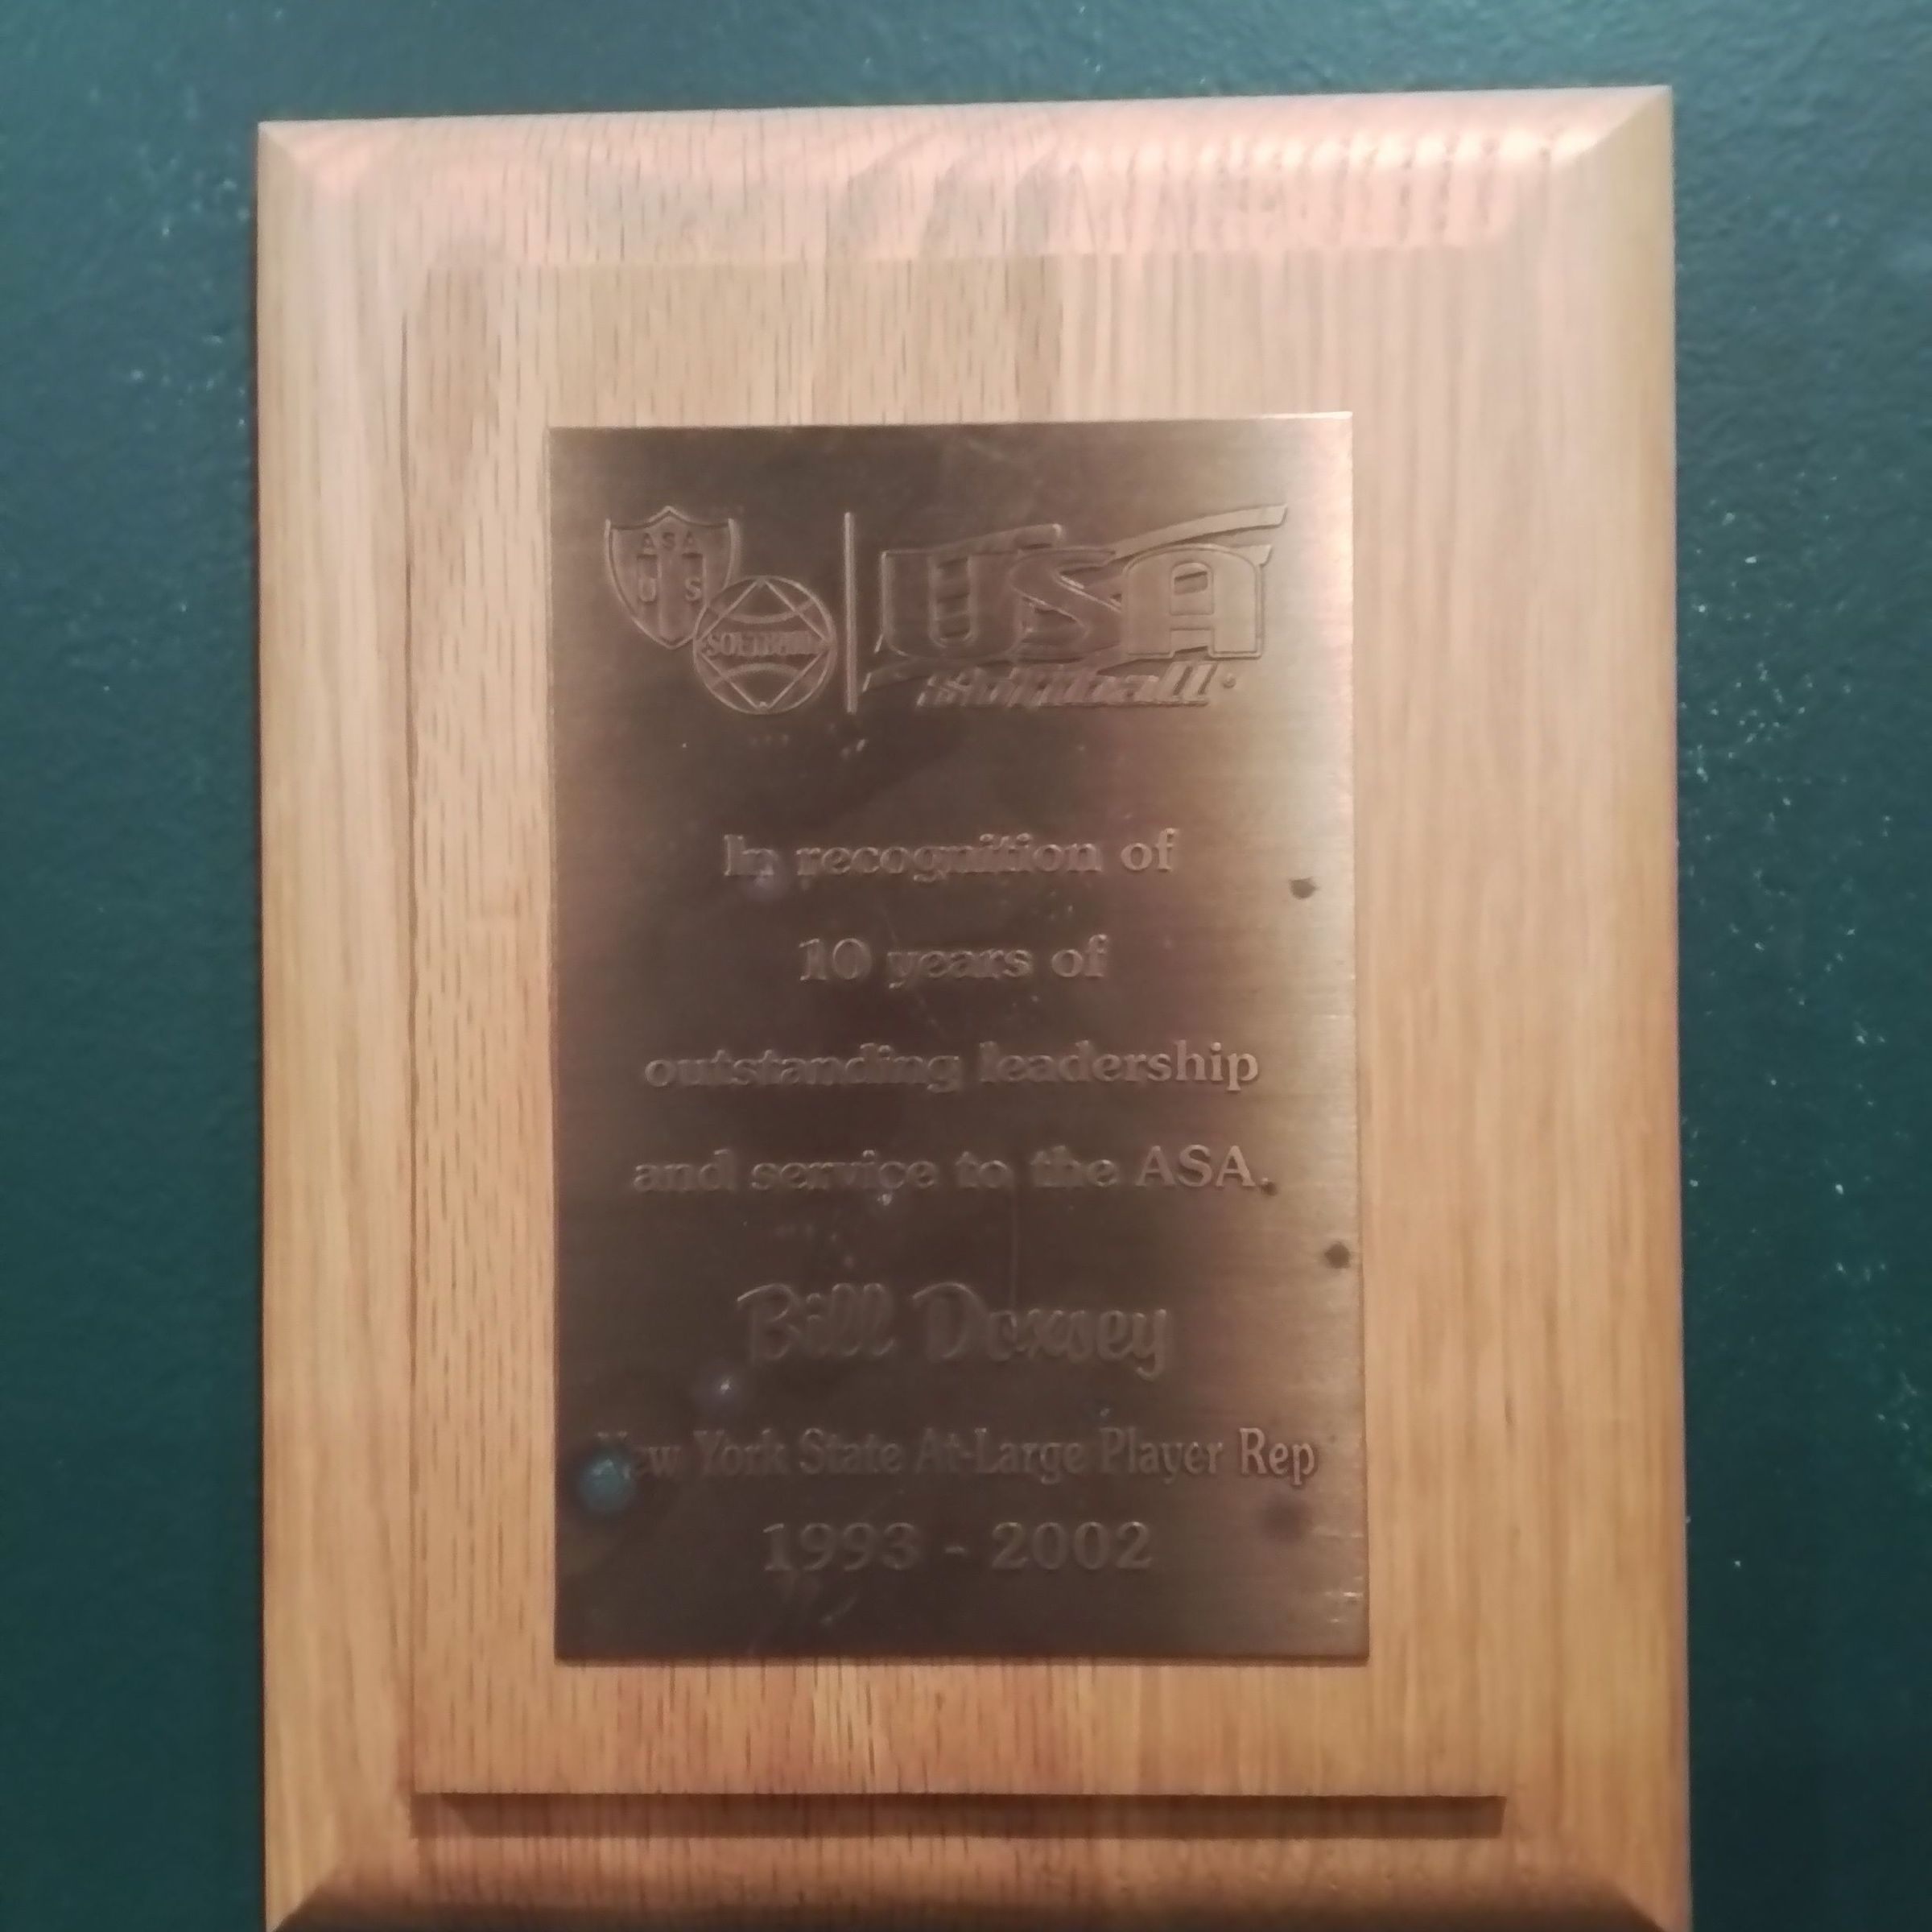 ASA
U S
SOFTBALL
USA
softball
In recognition of
10 years of
outstanding leadership
and service to the ASA.
Bill Doxsey
New York State At-Large Player Rep
1993 - 2002